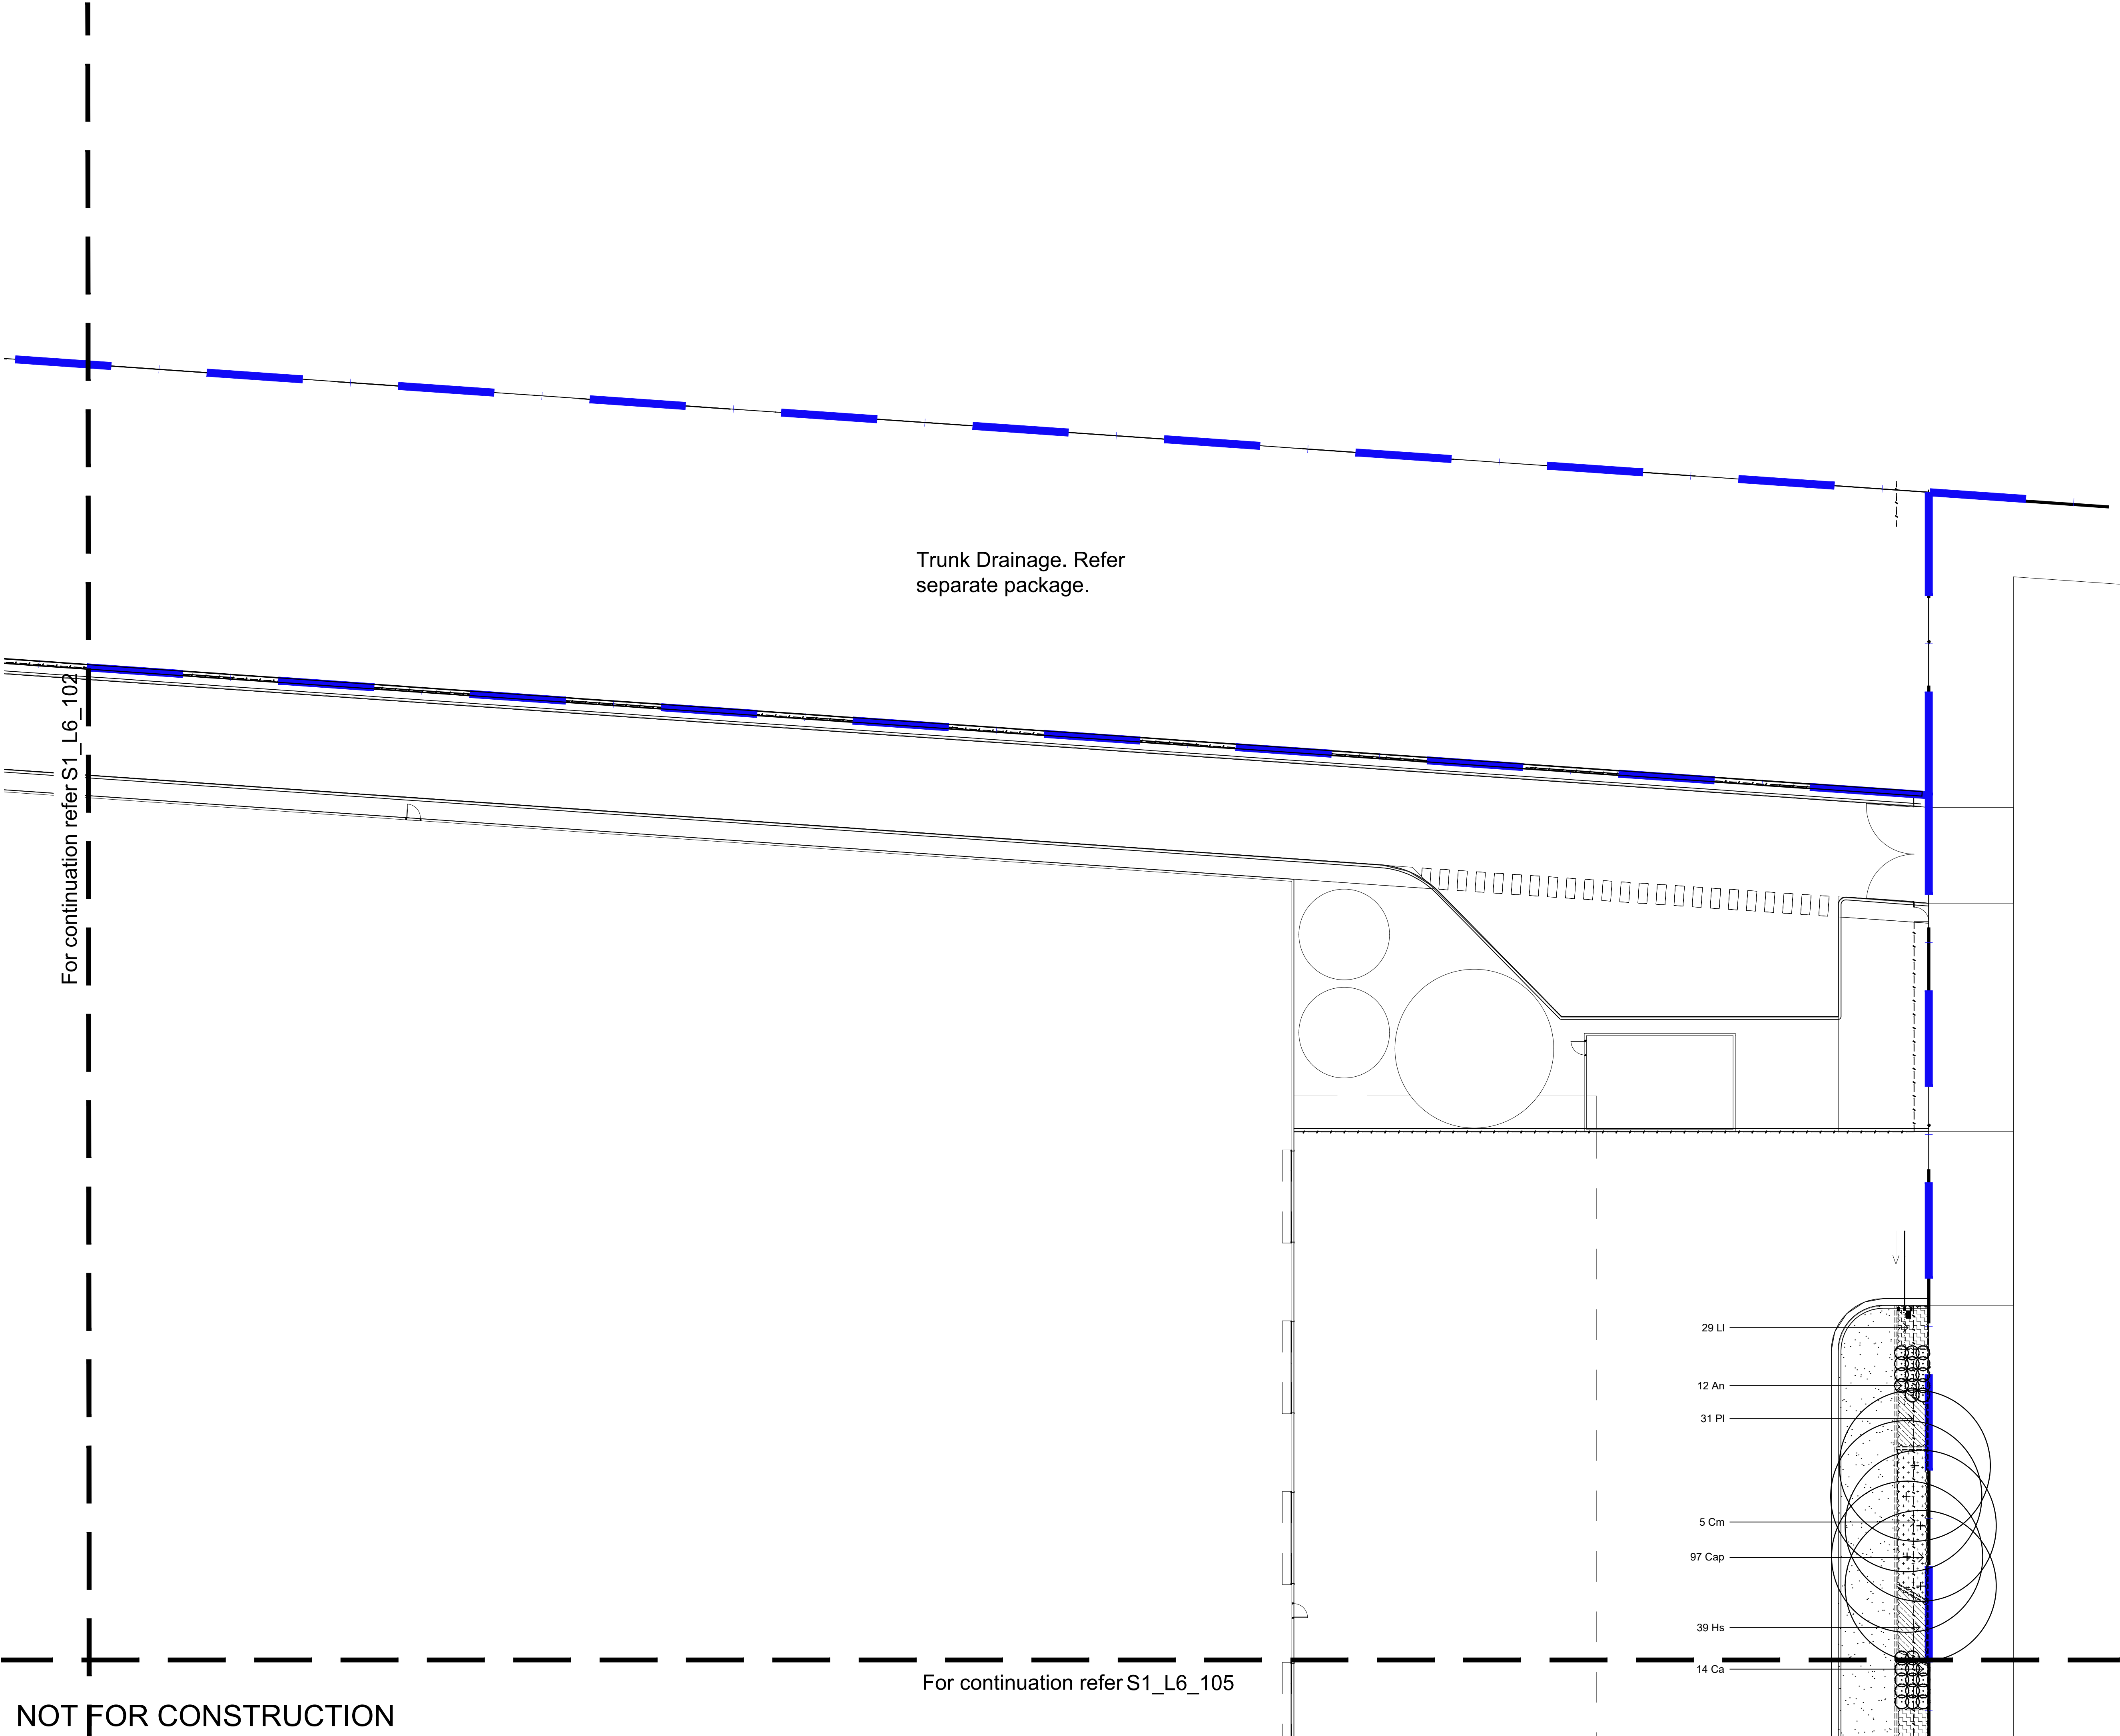 Trunk Drainage. Refer
separate package.
For continuation refer S1_L6_102
29 Ll
12 An
31 Pl
5 Cm
97 Cap
39 Hs
14 Ca
For continuation refer S1_L6_105
NOT FOR CONSTRUCTION